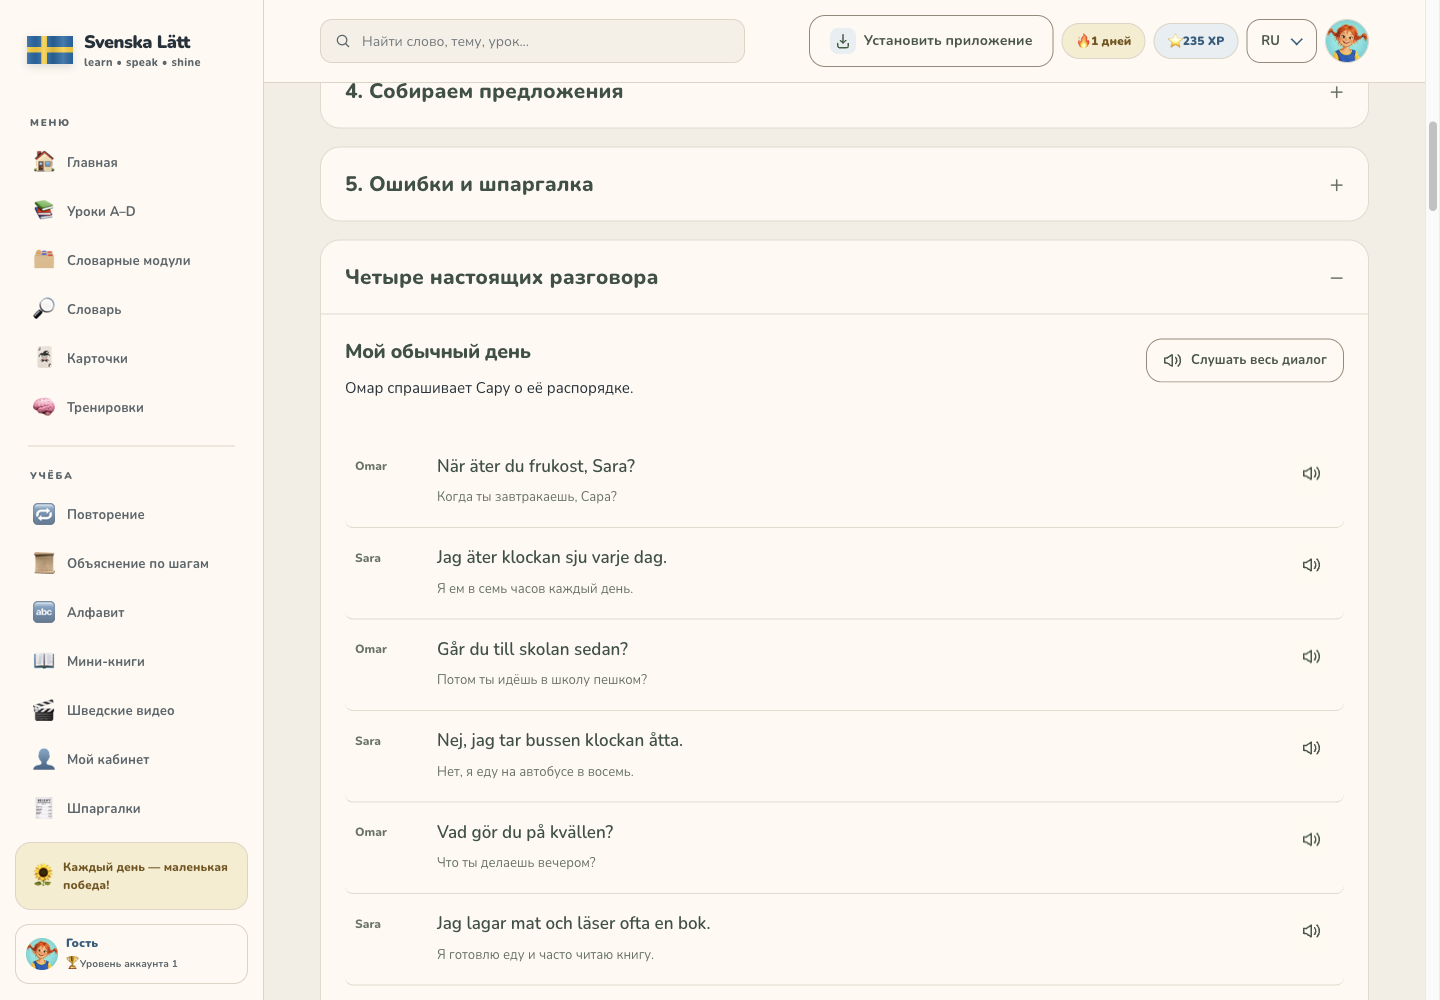 Svenska Lätt
learn • speak • shine
МЕНЮ
Главная
Уроки A–D
Словарные модули
Словарь
Карточки
Тренировки
УЧЁБА
Повторение
Объяснение по шагам
abc
Алфавит
Мини-книги
Шведские видео
Мой кабинет
Шпаргалки
Каждый день — маленькая
победа!
Гость
Уровень аккаунта 1
Найти слово, тему, урок...
Установить приложение
1 дней
235 XP
RU
4. Собираем предложения
5. Ошибки и шпаргалка
Четыре настоящих разговора
Мой обычный день
Слушать весь диалог
Омар спрашивает Сару о её распорядке.
Omar
När äter du frukost, Sara?
Когда ты завтракаешь, Сара?
Sara
Jag äter klockan sju varje dag.
Я ем в семь часов каждый день.
Omar
Går du till skolan sedan?
Потом ты идёшь в школу пешком?
Sara
Nej, jag tar bussen klockan åtta.
Нет, я еду на автобусе в восемь.
Omar
Vad gör du på kvällen?
Что ты делаешь вечером?
Sara
Jag lagar mat och läser ofta en bok.
Я готовлю еду и часто читаю книгу.